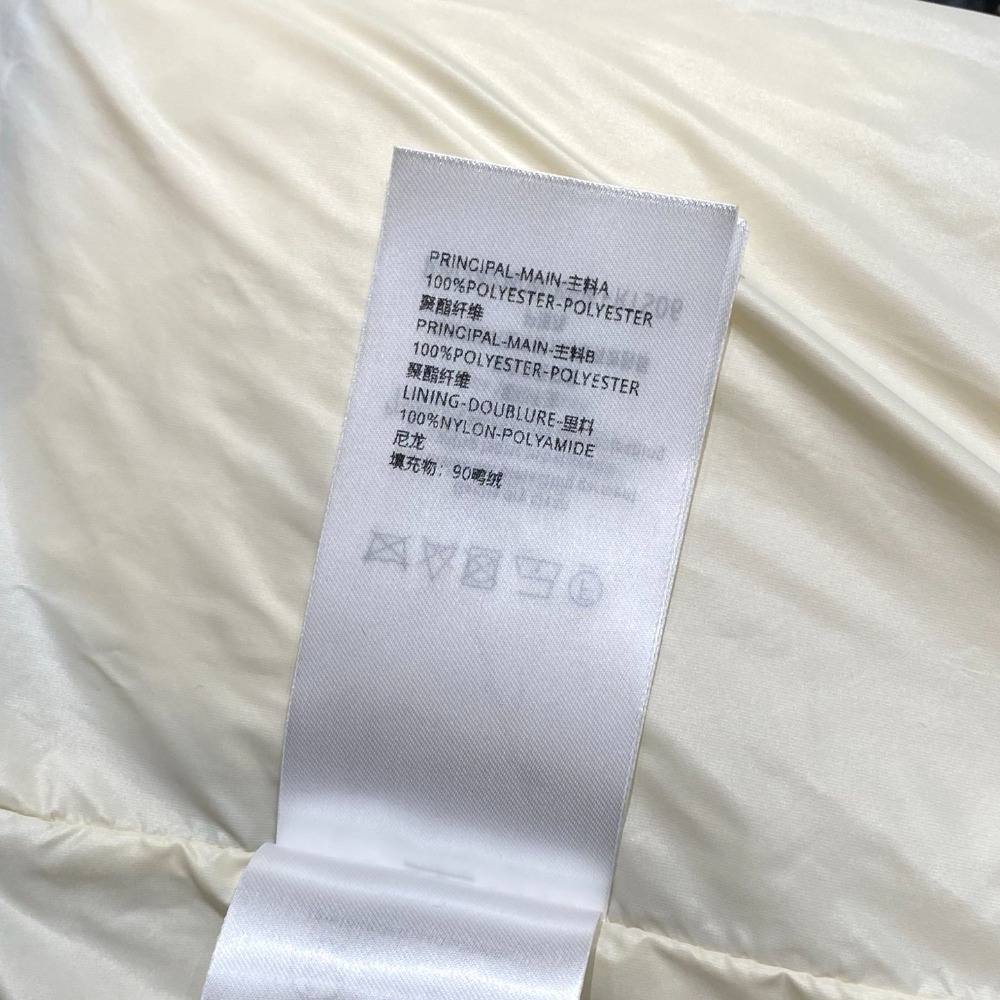 PRINCIPAL-MAIN-主料A
100%POLYESTER-POLYESTER
聚酯纤维
PRINCIPAL-MAIN-主料B
100%POLYESTER-POLYESTER
聚酯纤维
LINING-DOUBLURE-里料
100%NYLON-POLYAMIDE
尼龙
填充物：90鸭绒